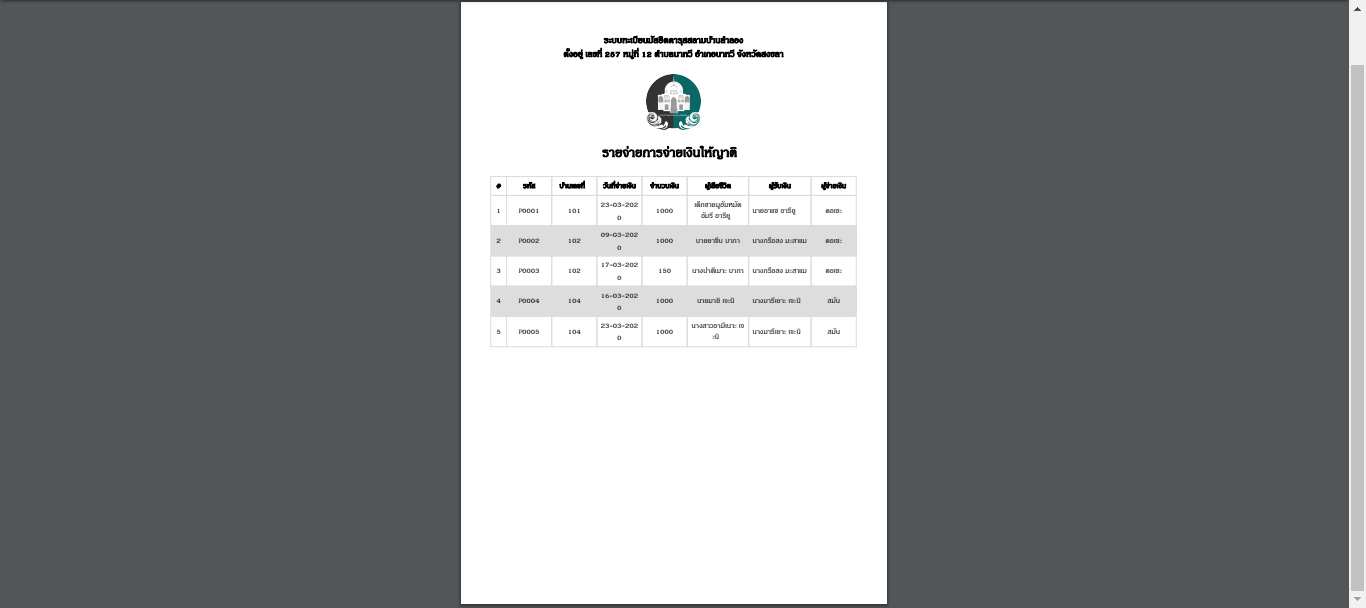 ระบบทะเบียนมัสยิดดารุสสลามบ้านลำลอง
ตั้งอยู่ เลขที่ 257 หมู่ที่ 12 ตำบลนาทวี อำเภอนาทวี จังหวัดสงขลา
รายจ่ายการจ่ายเงินให้ญาติ
# รหัส บ้านเลขที่ วันที่จ่ายเงิน จำนวนเงิน ผู้เสียชีวิต ผู้รับเงิน ผู้จ่ายเงิน
1 P0001 101 23-03-2020 1000 เด็กชายมูฮัมหมัดอัมรี อารียู นายอาแซ อารียู ตอเละ
2 P0002 102 09-03-2020 1000 นายยาซีน บากา นางกรือสง มะสาแม ตอเละ
3 P0003 102 17-03-2020 150 นางปาตีเมาะ บากา นางกรือสง มะสาแม ตอเละ
4 P0004 104 16-03-2020 1000 นายมายิ เจะนิ นางมารีเยาะ เจะนิ สมัน
5 P0005 104 23-03-2020 1000 นางสาวอามีเนาะ เจะนิ นางมารีเยาะ เจะนิ สมัน